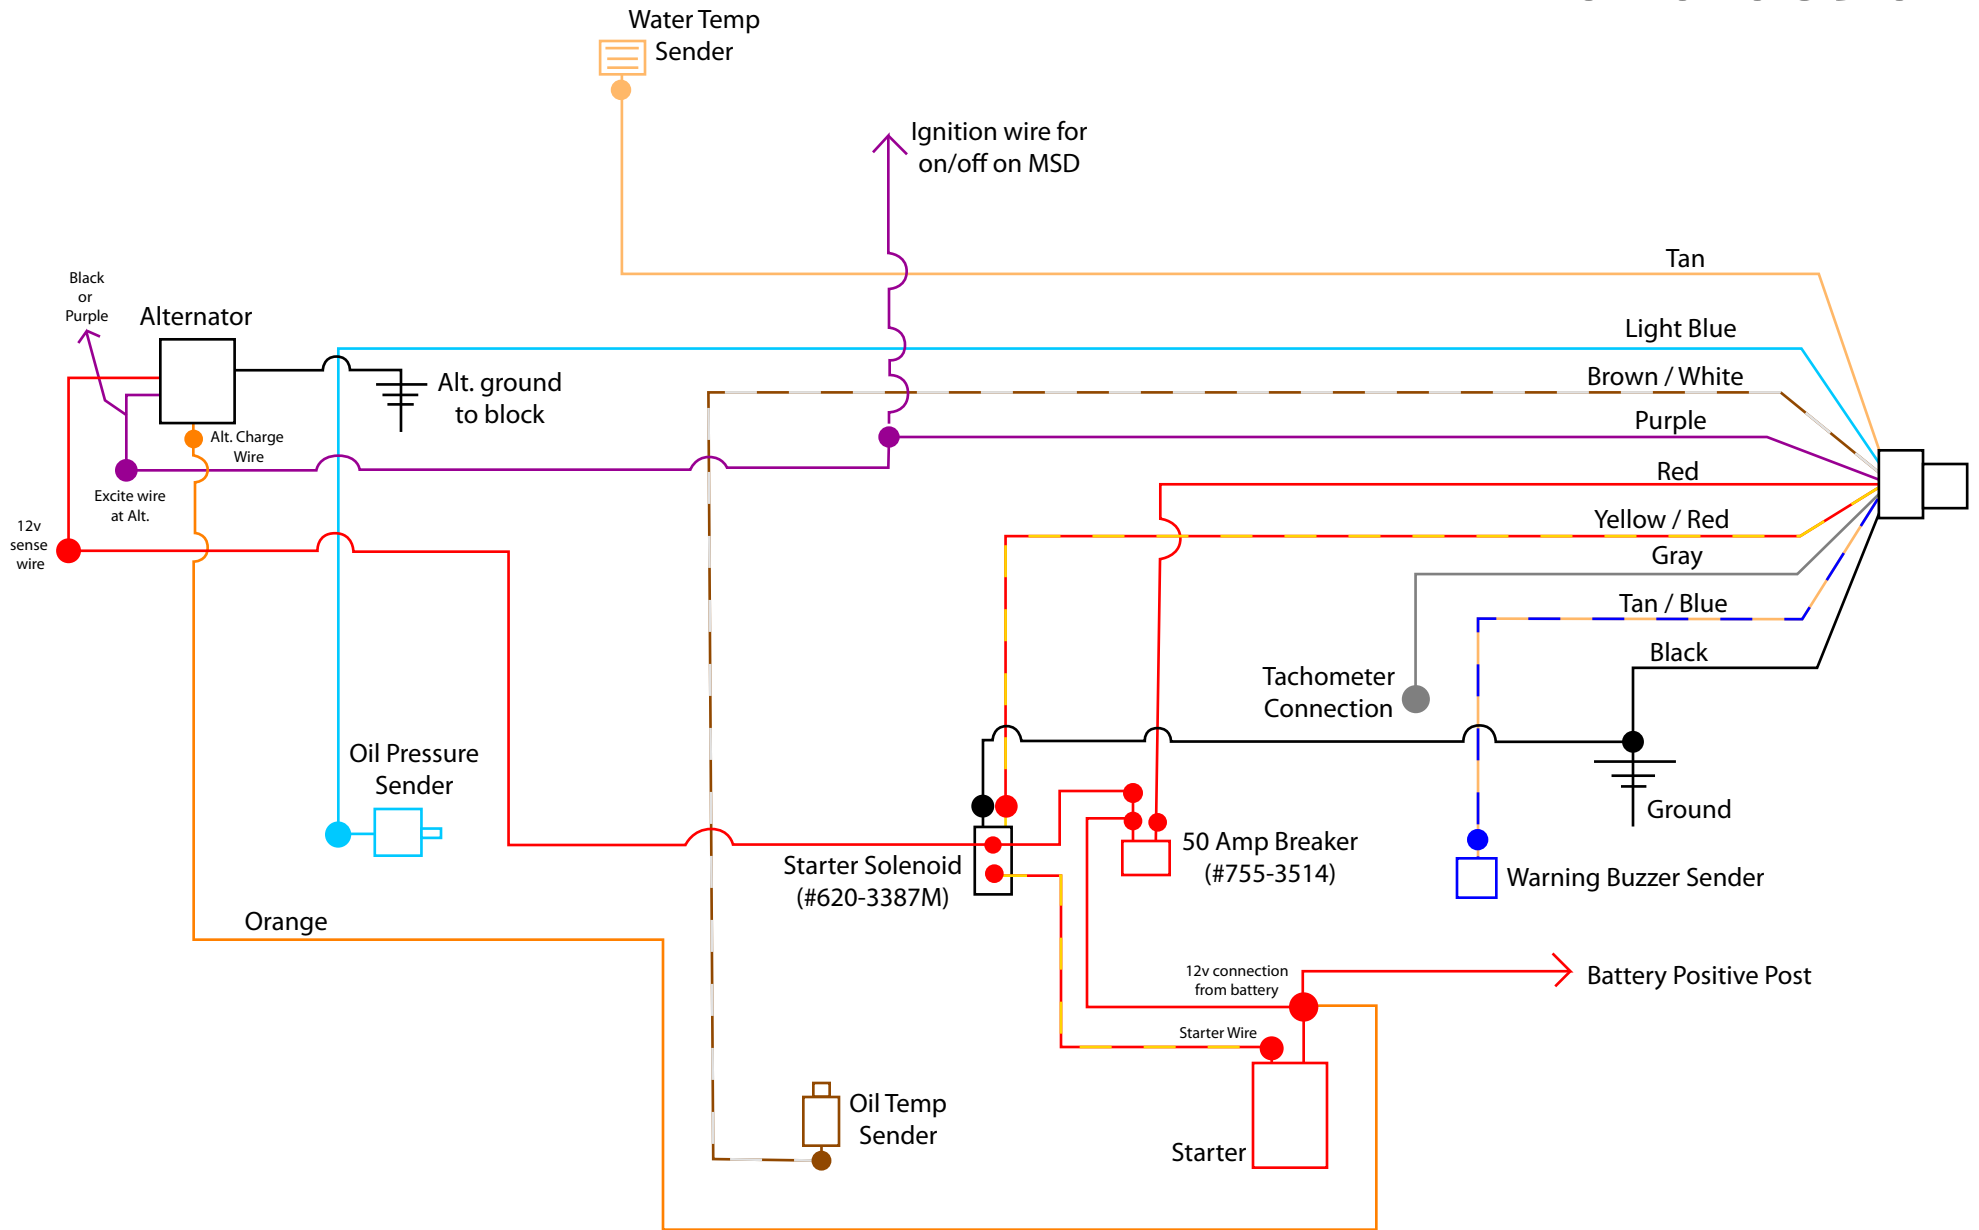 Water Temp
Sender
Ignition wire for
on/off on MSD
Tan
Black
or
Purple
Alternator
Light Blue
Alt. ground
to block
Brown / White
Purple
Alt. Charge
Wire
Red
Excite wire
at Alt.
12v
sense
wire
Yellow / Red
Gray
Tan / Blue
Black
Tachometer
Connection
Oil Pressure
Sender
Ground
Starter Solenoid
(#620-3387M)
50 Amp Breaker
(#755-3514)
Warning Buzzer Sender
Orange
12v connection
from battery
Battery Positive Post
Starter Wire
Oil Temp
Sender
Starter